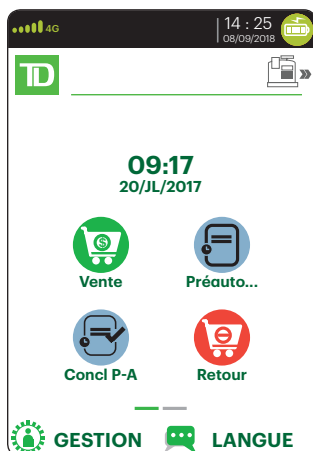 4G
14 : 25
08/09/2018
TD
»
09:17
20/JL/2017
Vente
Préauto...
Concl P-A
Retour
GESTION
LANGUE